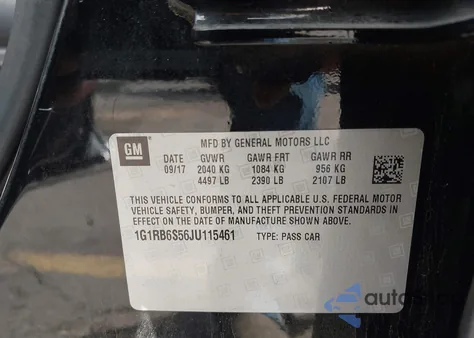 GM
MFD BY GENERAL MOTORS LLC
DATE GVWR GAWR FRT GAWR RR
09/17 2040 KG 1084 KG 956 KG
4497 LB 2390 LB 2107 LB
THIS VEHICLE CONFORMS TO ALL APPLICABLE U.S. FEDERAL MOTOR
VEHICLE SAFETY, BUMPER, AND THEFT PREVENTION STANDARDS
IN EFFECT ON THE DATE OF MANUFACTURE SHOWN ABOVE.
1G1RB6S56JU115461 TYPE: PASS CAR